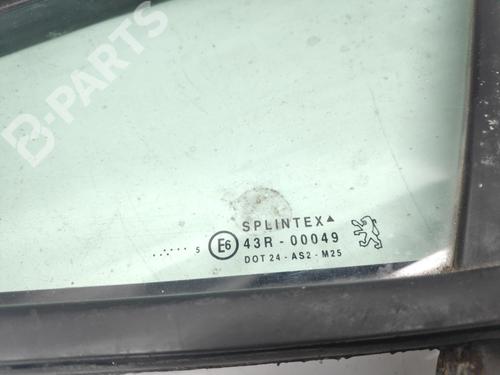 B-PARTS
SPLINTEX
...... 5 E6 43R - 00049
DOT 24 - AS2 - M25